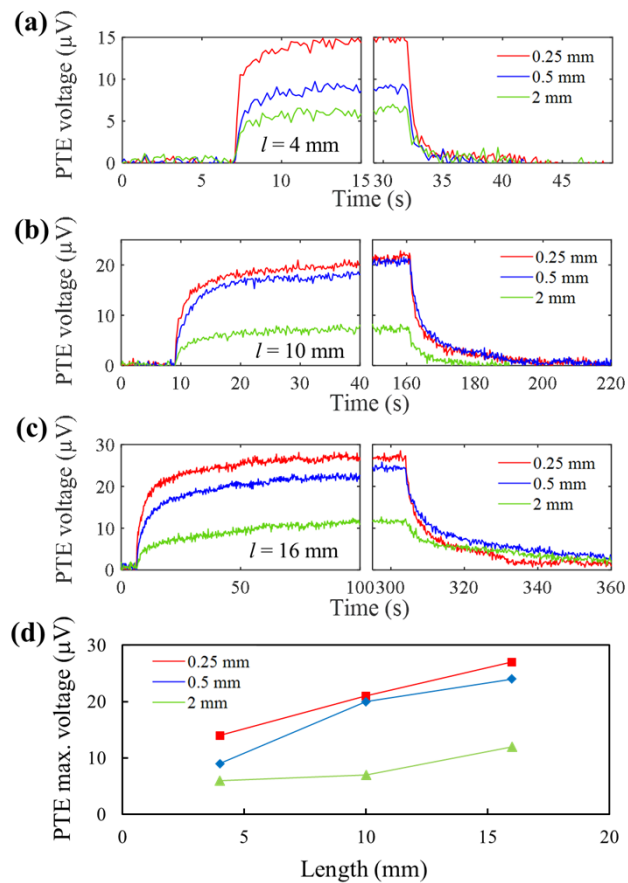 (a)
PTE voltage (µV)
15
10
5
0
0.25 mm
0.5 mm
2 mm
l = 4 mm
0 5 10 15 30 35 40 45
Time (s) Time (s)
(b)
PTE voltage (µV)
20
10
0
0.25 mm
0.5 mm
2 mm
l = 10 mm
0 10 20 30 40 160 180 200 220
Time (s) Time (s)
(c)
PTE voltage (µV)
30
20
10
0
0.25 mm
0.5 mm
2 mm
l = 16 mm
0 50 100 300 320 340 360
Time (s) Time (s)
(d)
PTE max. voltage (µV)
30
20
10
0
0.25 mm
0.5 mm
2 mm
0 5 10 15 20
Length (mm)